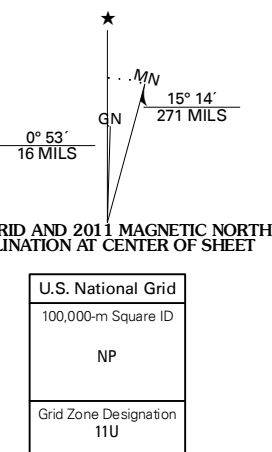 MN
GN
15° 14´
271 MILS
0° 53´
16 MILS
RID AND 2011 MAGNETIC NORTH
LINATION AT CENTER OF SHEET
U.S. National Grid
100,000-m Square ID
NP
Grid Zone Designation
11U